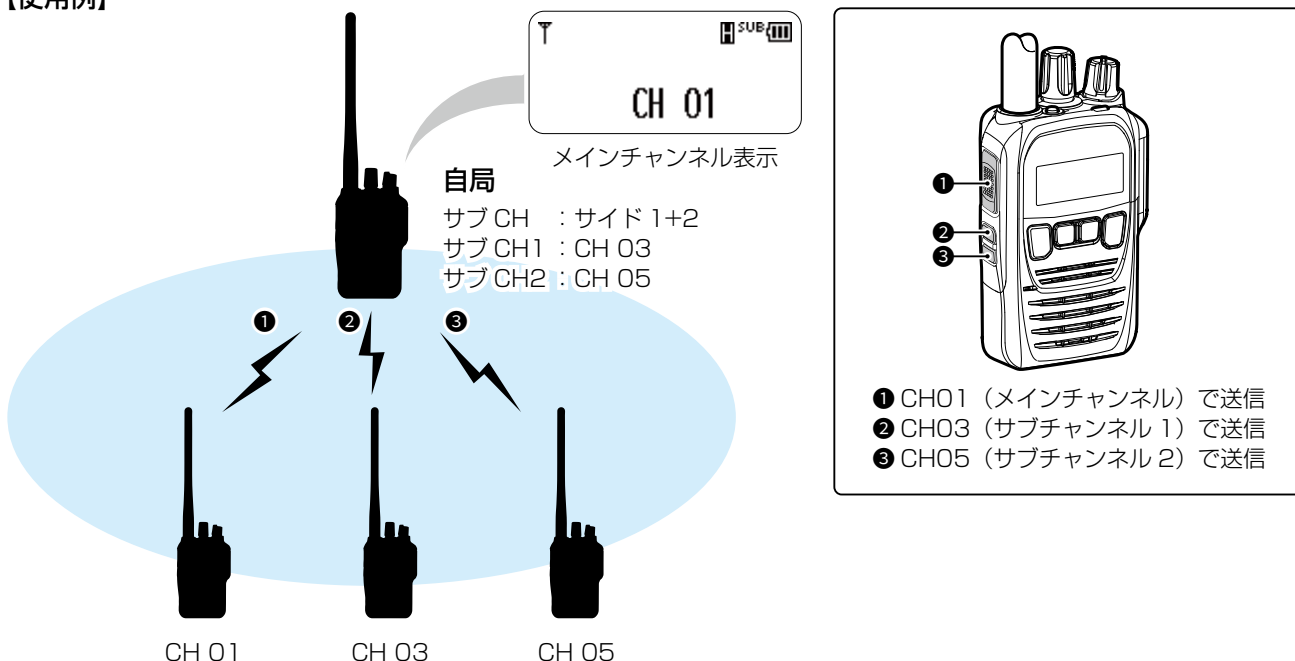 【使用例】
H SUB
CH 01
メインチャンネル表示
自局
サブ CH ：サイド 1+2
サブ CH1：CH 03
サブ CH2：CH 05
❶ ❷ ❸
CH 01 CH 03 CH 05
❶
❷
❸
❶ CH01（メインチャンネル）で送信
❷ CH03（サブチャンネル 1）で送信
❸ CH05（サブチャンネル 2）で送信